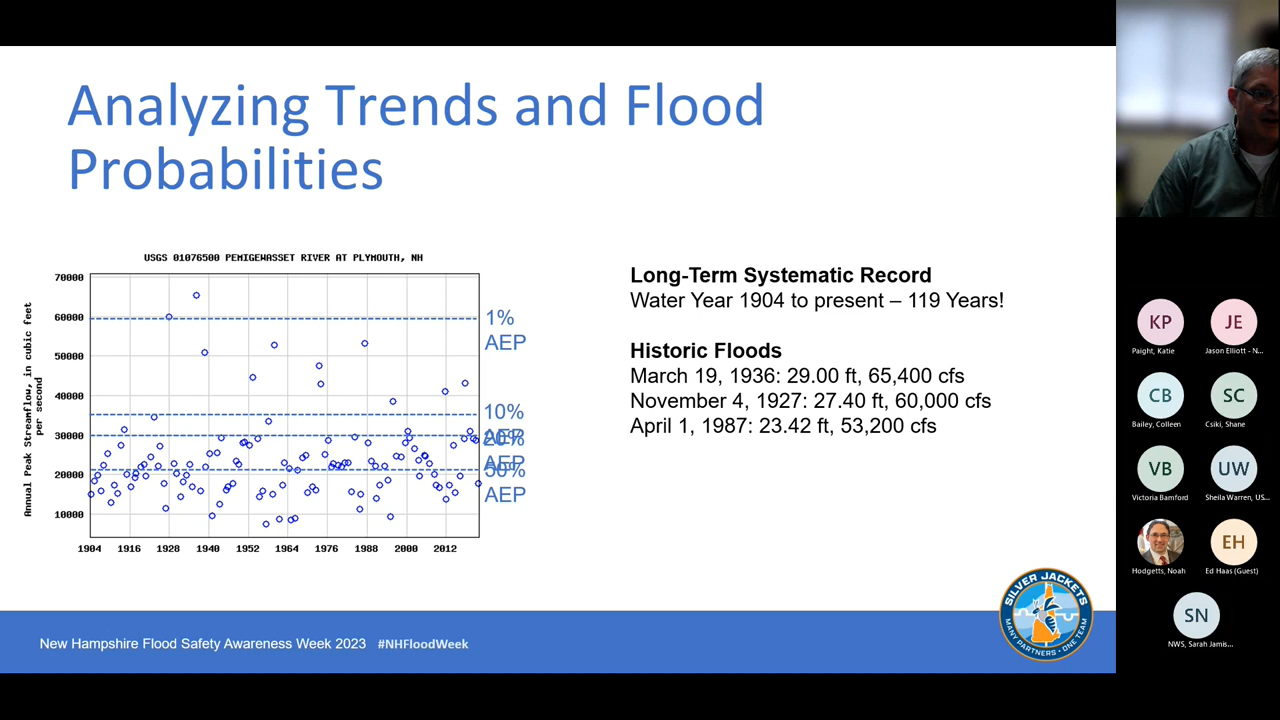 Analyzing Trends and Flood
Probabilities
USGS 01076500 PEMIGEWASSET RIVER AT PLYMOUTH, NH
Annual Peak Streamflow, in cubic feet
per second
70000
60000
50000
40000
30000
20000
10000
1904 1916 1928 1940 1952 1964 1976 1988 2000 2012
1%
AEP
10%
AEP
20%
AEP
50%
AEP
Long-Term Systematic Record
Water Year 1904 to present – 119 Years!
Historic Floods
March 19, 1936: 29.00 ft, 65,400 cfs
November 4, 1927: 27.40 ft, 60,000 cfs
April 1, 1987: 23.42 ft, 53,200 cfs
New Hampshire Flood Safety Awareness Week 2023 #NHFloodWeek
SILVER JACKETS
MANY PARTNERS • ONE TEAM
KP
Paight, Katie
JE
Jason Elliott - N...
CB
Bailey, Colleen
SC
Csiki, Shane
VB
Victoria Bamford
UW
Sheila Warren, US...
Hodgetts, Noah
EH
Ed Haas (Guest)
SN
NWS, Sarah Jamis...